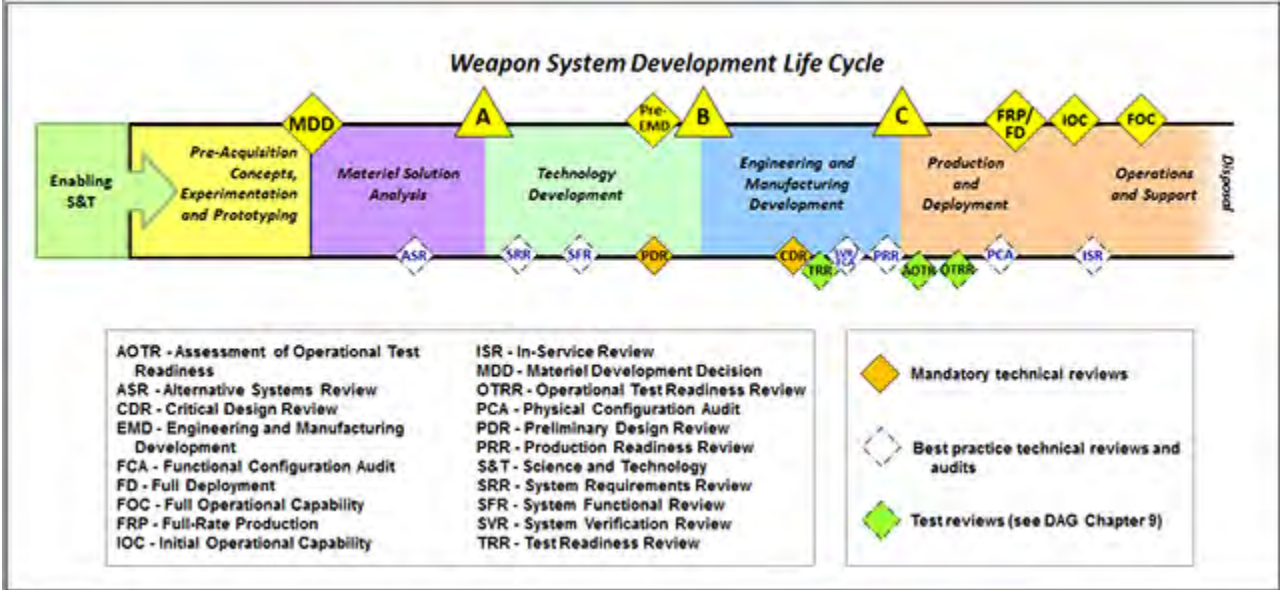 Weapon System Development Life Cycle
MDD
A
Pre-
EMD
B
C
FRP/
FD
IOC
FOC
Enabling
S&T
Pre-Acquisition
Concepts,
Experimentation
and Prototyping
Materiel Solution
Analysis
Technology
Development
Engineering and
Manufacturing
Development
Production
and
Deployment
Operations
and Support
Disposal
ASR
SRR
SFR
PDR
CDR
TRR
SVR
FCA
PRR
AOTR
OTRR
PCA
ISR
AOTR - Assessment of Operational Test
Readiness
ASR - Alternative Systems Review
CDR - Critical Design Review
EMD - Engineering and Manufacturing
Development
FCA - Functional Configuration Audit
FD - Full Deployment
FOC - Full Operational Capability
FRP - Full-Rate Production
IOC - Initial Operational Capability
ISR - In-Service Review
MDD - Materiel Development Decision
OTRR - Operational Test Readiness Review
PCA - Physical Configuration Audit
PDR - Preliminary Design Review
PRR - Production Readiness Review
S&T - Science and Technology
SRR - System Requirements Review
SFR - System Functional Review
SVR - System Verification Review
TRR - Test Readiness Review
Mandatory technical reviews
Best practice technical reviews and
audits
Test reviews (see DAG Chapter 9)